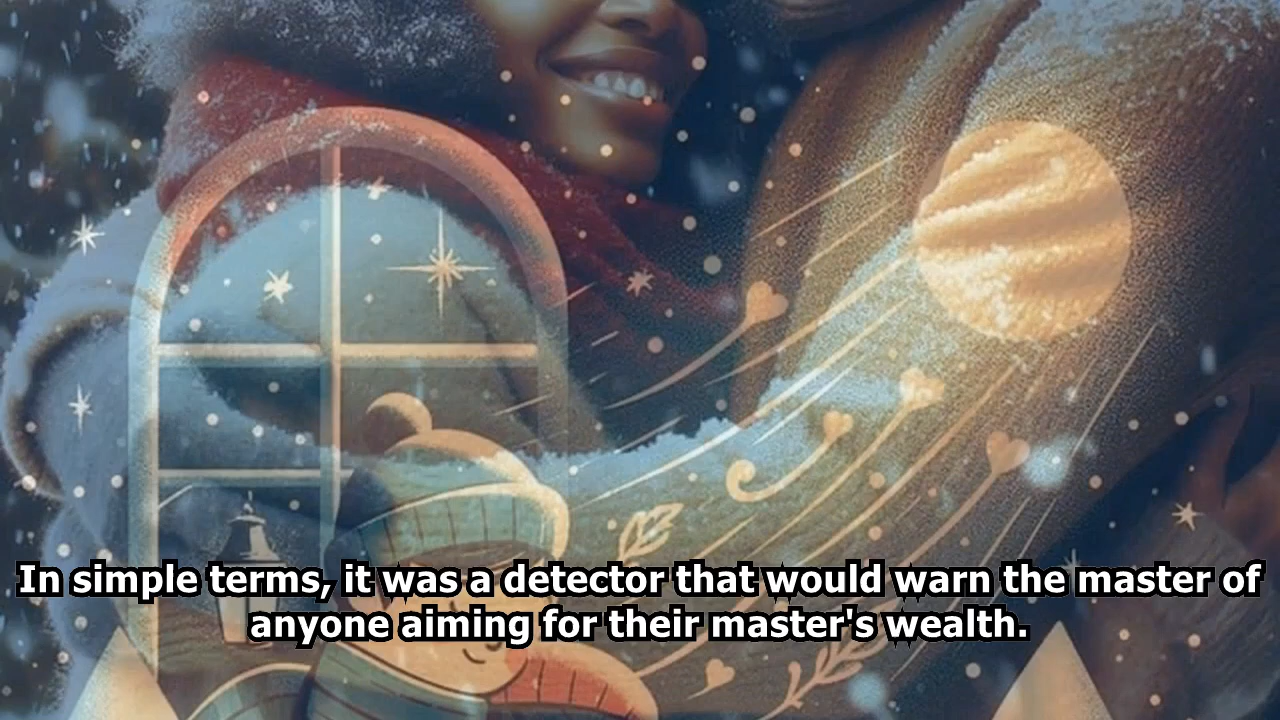 In simple terms, it was a detector that would warn the master of
anyone aiming for their master's wealth.